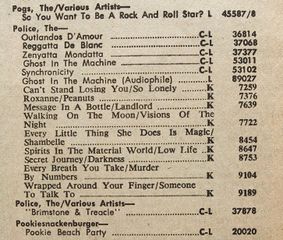 Pogs, The/Various Artists—
So You Want To Be A Rock And Roll Star? L 45587/8
Police, The—
Outlandos D'Amour C-L 36814
Reggatta De Blanc C-L 37068
Zenyatta Mondatta C-L 37377
Ghost In The Machine C-L 53011
Synchronicity C-L 53102
Ghost In The Machine (Audiophile) L 89027
Can't Stand Losing You/So Lonely K 7259
Roxanne/Peanuts K 7376
Message In A Bottle/Landlord K 7639
Walking On The Moon/Visions Of The
Night K 7722
Every Little Thing She Does Is Magic/
Shambelle K 8454
Spirits In The Material World/Low Life K 8647
Secret Journey/Darkness K 8753
Every Breath You Take/Murder
By Numbers K 9104
Wrapped Around Your Finger/Someone
To Talk To K 9189
Police, The/Various Artists—
"Brimstone & Treacle" C-L 37878
Pookiesnackenburger—
Pookie Beach Party C-L 20020